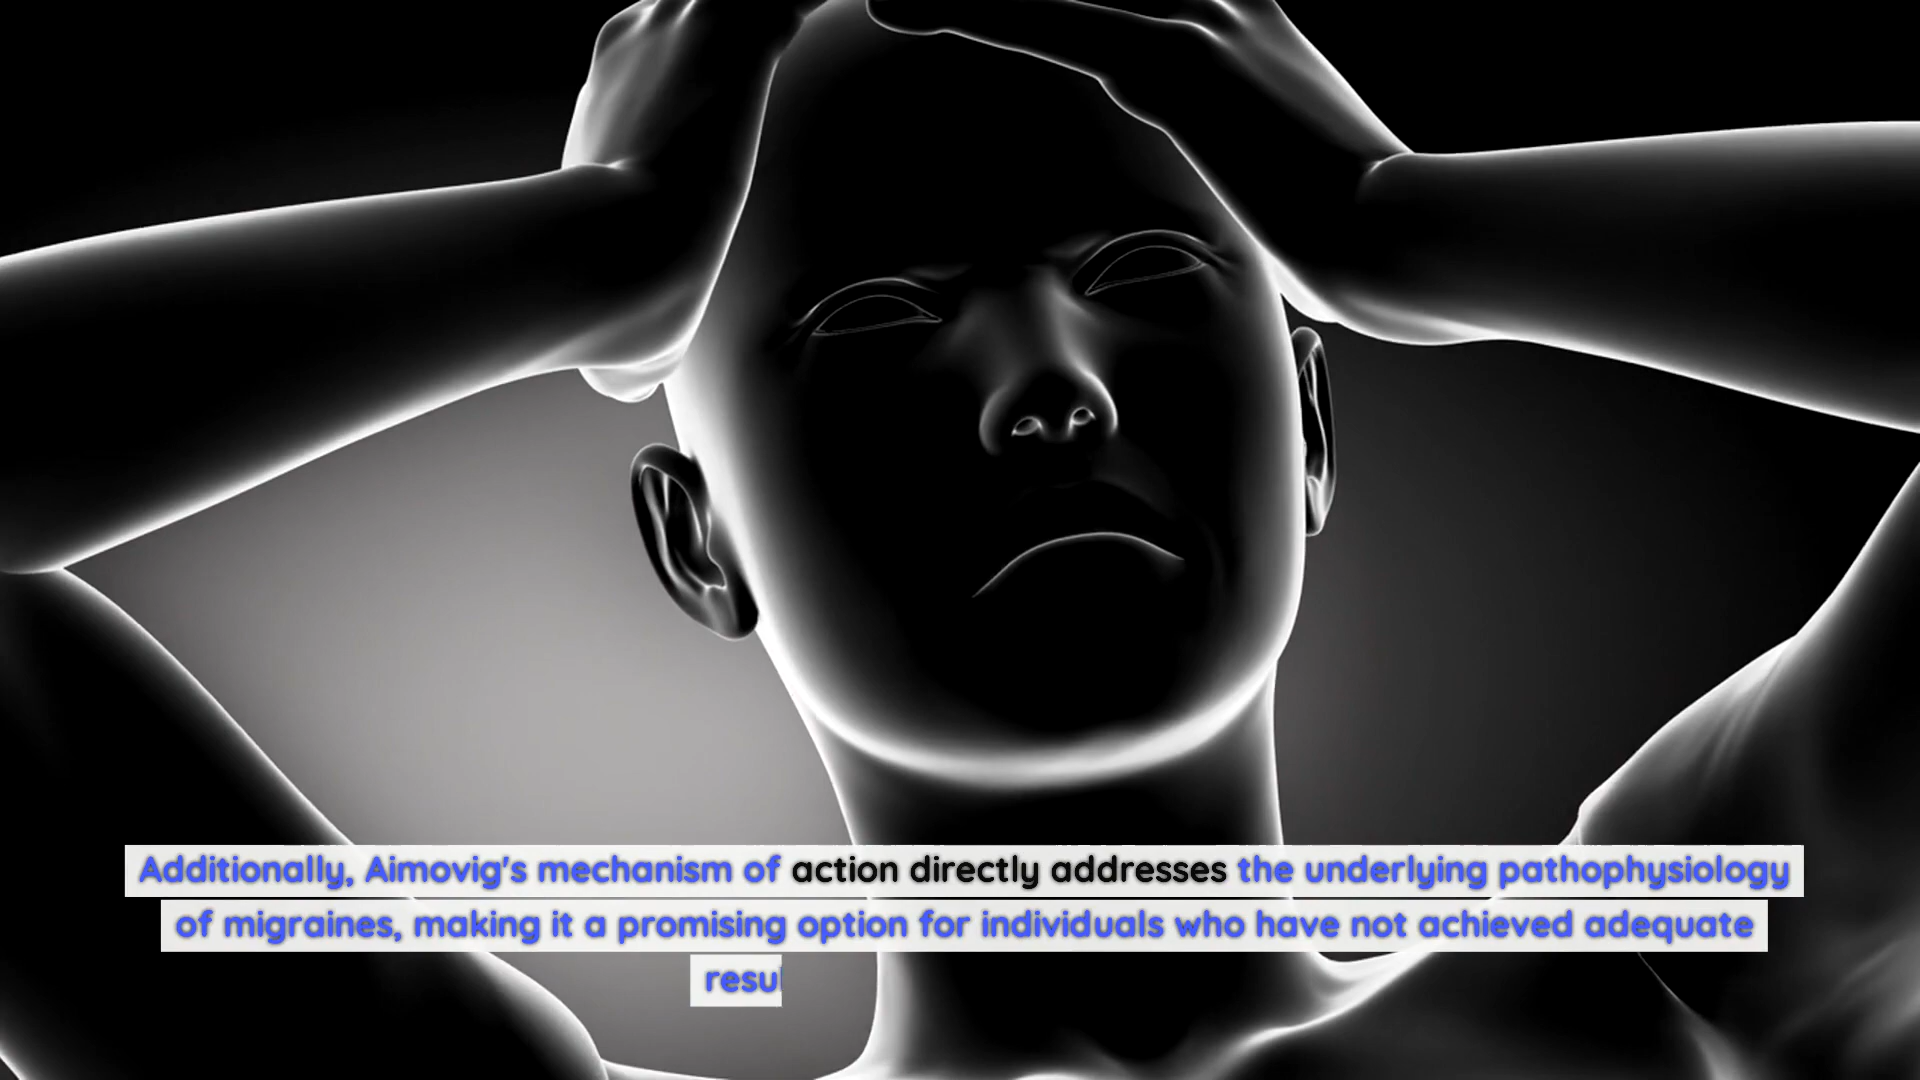 Additionally, Aimovig's mechanism of action directly addresses the underlying pathophysiology
of migraines, making it a promising option for individuals who have not achieved adequate
resu